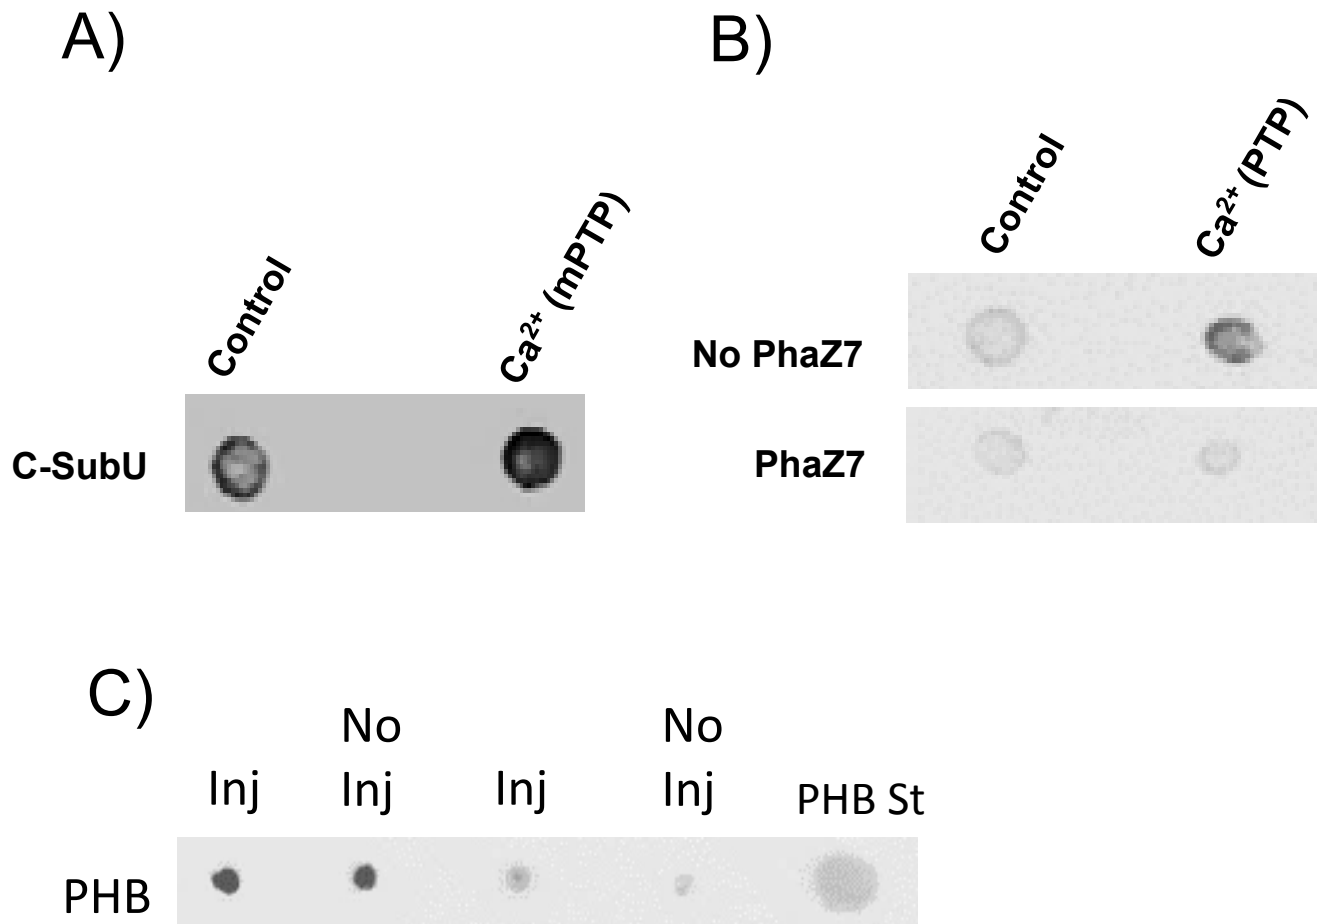 A)
Control
Ca²⁺ (mPTP)
C-SubU
B)
Control
Ca²⁺ (PTP)
No PhaZ7
PhaZ7
C)
Inj
No
Inj
Inj
No
Inj
PHB St
PHB